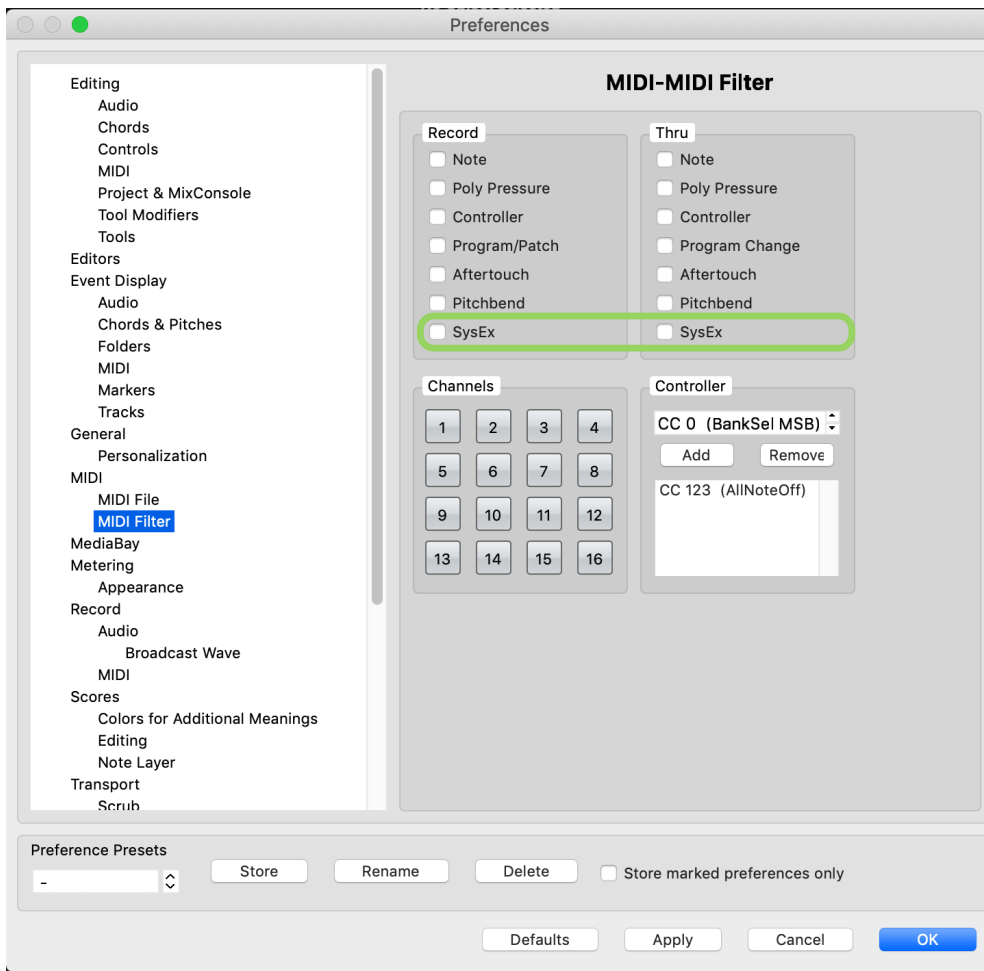 Preferences
Editing
Audio
Chords
Controls
MIDI
Project & MixConsole
Tool Modifiers
Tools
Editors
Event Display
Audio
Chords & Pitches
Folders
MIDI
Markers
Tracks
General
Personalization
MIDI
MIDI File
MIDI Filter
MediaBay
Metering
Appearance
Record
Audio
Broadcast Wave
MIDI
Scores
Colors for Additional Meanings
Editing
Note Layer
Transport
Scrub
MIDI-MIDI Filter
Record
Note
Poly Pressure
Controller
Program/Patch
Aftertouch
Pitchbend
SysEx
Thru
Note
Poly Pressure
Controller
Program Change
Aftertouch
Pitchbend
SysEx
Channels
1 2 3 4
5 6 7 8
9 10 11 12
13 14 15 16
Controller
CC 0 (BankSel MSB)
Add Remove
CC 123 (AllNoteOff)
Preference Presets
-
Store Rename Delete Store marked preferences only
Defaults Apply Cancel OK